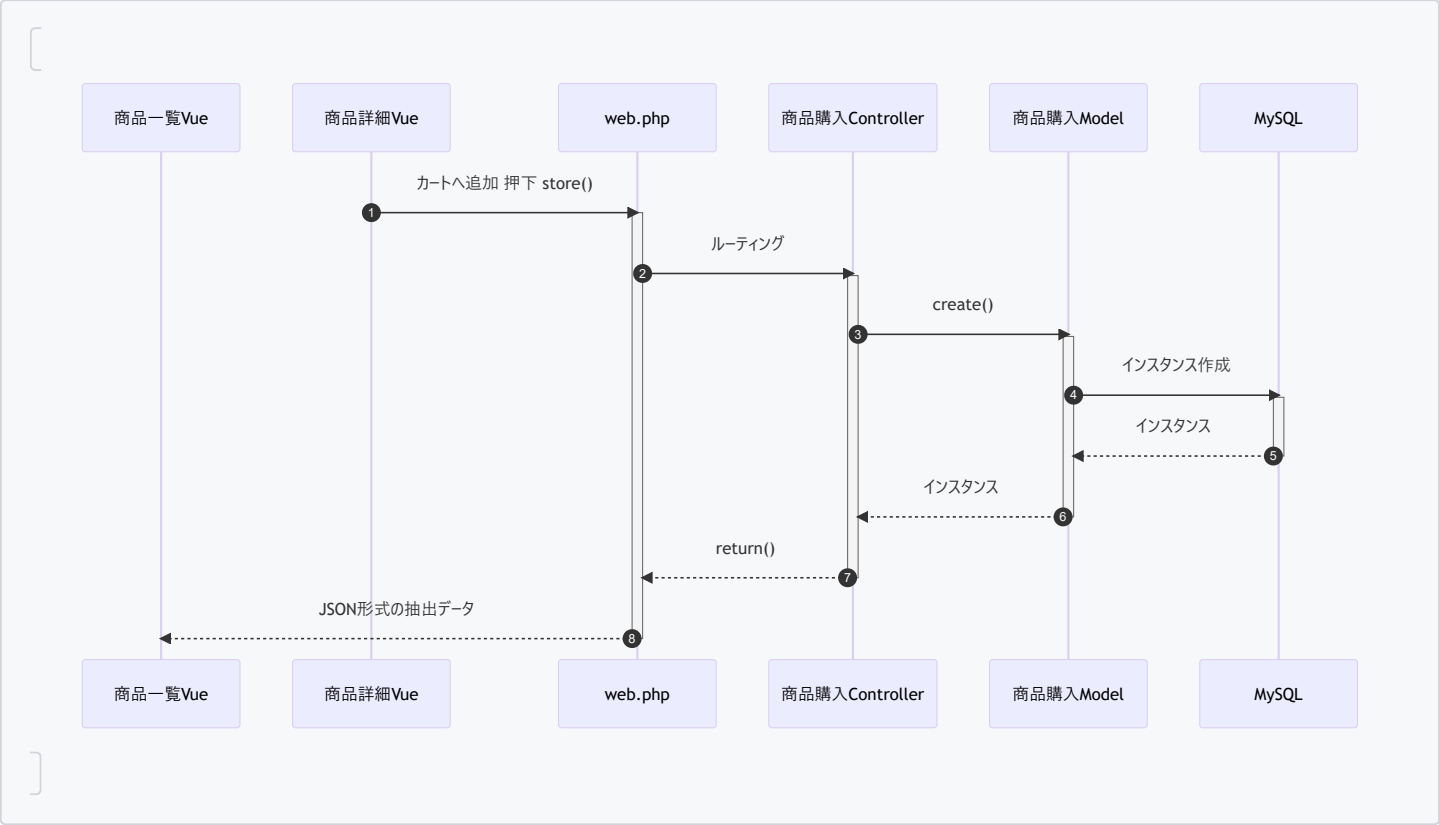 商品一覧Vue
商品詳細Vue
web.php
商品購入Controller
商品購入Model
MySQL
カートへ追加 押下 store()
1
ルーティング
2
create()
3
インスタンス作成
4
インスタンス
5
インスタンス
6
return()
7
JSON形式の抽出データ
8
商品一覧Vue
商品詳細Vue
web.php
商品購入Controller
商品購入Model
MySQL